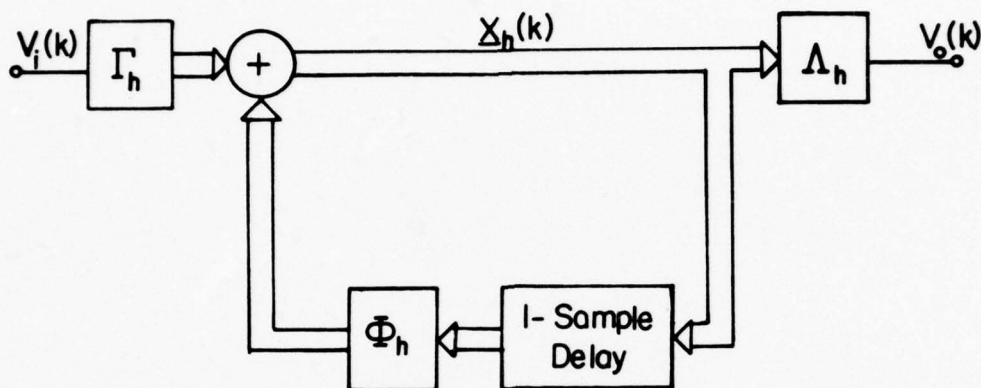 V_i(k)
Γ_h
+
X_h(k)
Λ_h
V_o(k)
Φ_h
1- Sample
Delay